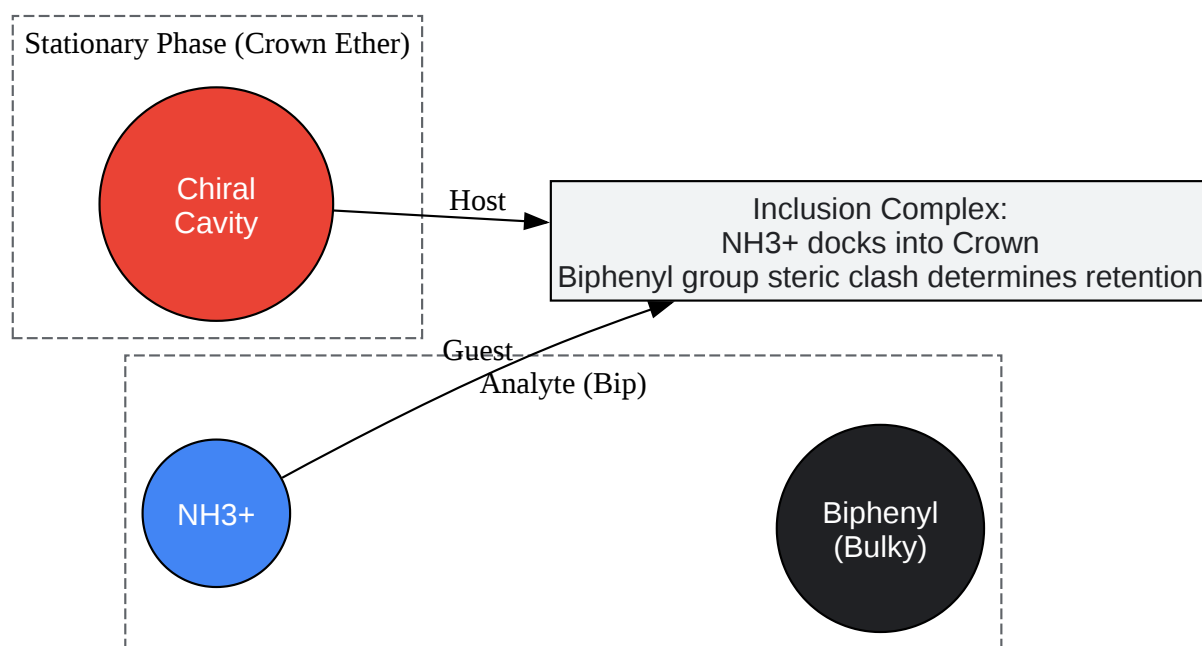 Stationary Phase (Crown Ether)
Chiral
Cavity
Host
Inclusion Complex:
NH3+ docks into Crown
Biphenyl group steric clash determines retention
Guest
Analyte (Bip)
NH3+
Biphenyl
(Bulky)